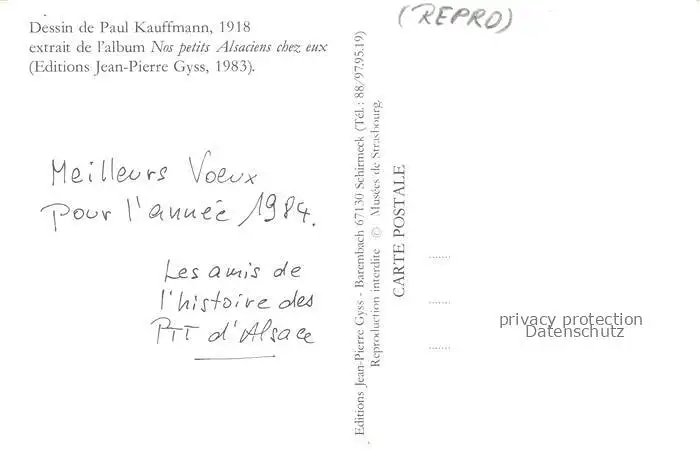 Dessin de Paul Kauffmann, 1918
extrait de l'album Nos petits Alsaciens chez eux
(Editions Jean-Pierre Gyss, 1983).
Meilleurs Voeux
pour l'année 1984.
Les amis de
l'histoire des
PTT d'Alsace
Editions Jean-Pierre Gyss - Barembach 67130 Schirmeck (Tél.: 88/97.95.19)
Reproduction interdite © Musées de Strasbourg.
CARTE POSTALE
(REPRO)
privacy protection
Datenschutz